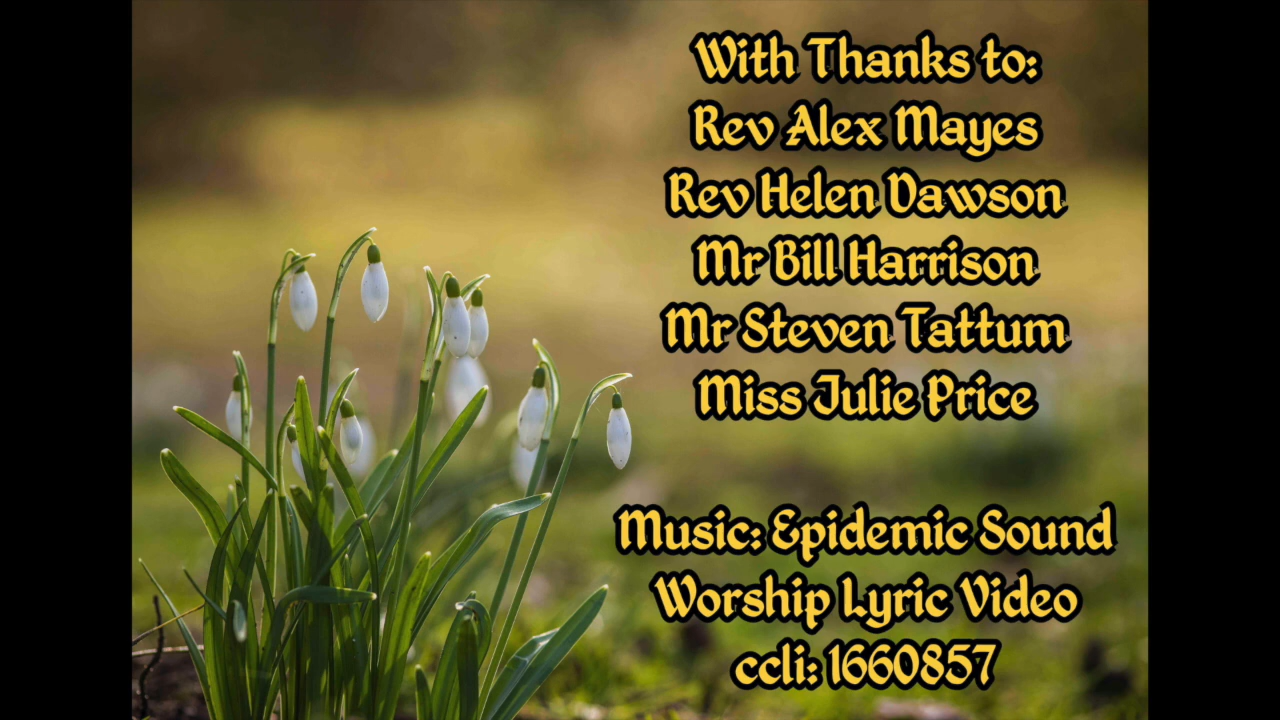 With Thanks to:
Rev Alex Mayes
Rev Helen Dawson
Mr Bill Harrison
Mr Steven Tattum
Miss Julie Price
Music: Epidemic Sound
Worship Lyric Video
ccli: 1660857